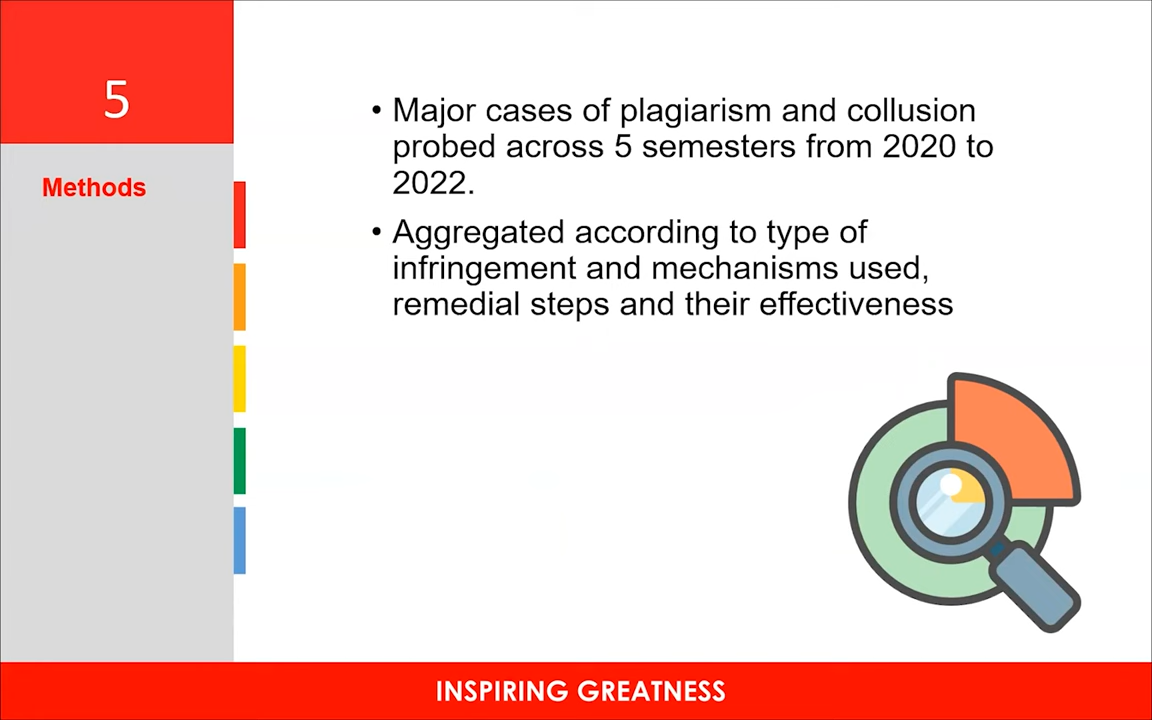 5
Methods
• Major cases of plagiarism and collusion
probed across 5 semesters from 2020 to
2022.
• Aggregated according to type of
infringement and mechanisms used,
remedial steps and their effectiveness
INSPIRING GREATNESS